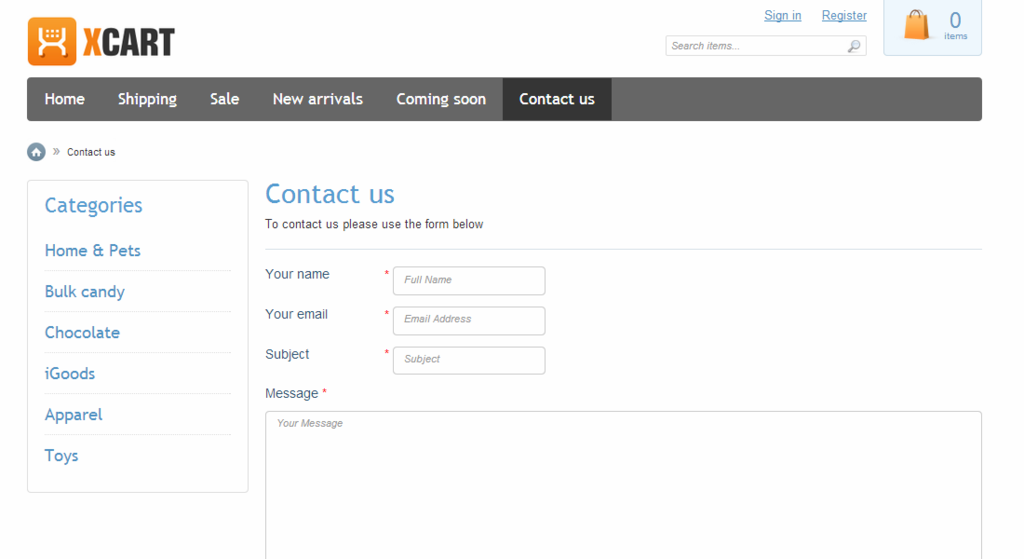 Sign in Register
0
items
XCART
Search items...
Home Shipping Sale New arrivals Coming soon Contact us
» Contact us
Categories
Home & Pets
Bulk candy
Chocolate
iGoods
Apparel
Toys
Contact us
To contact us please use the form below
Your name * Full Name
Your email * Email Address
Subject * Subject
Message *
Your Message